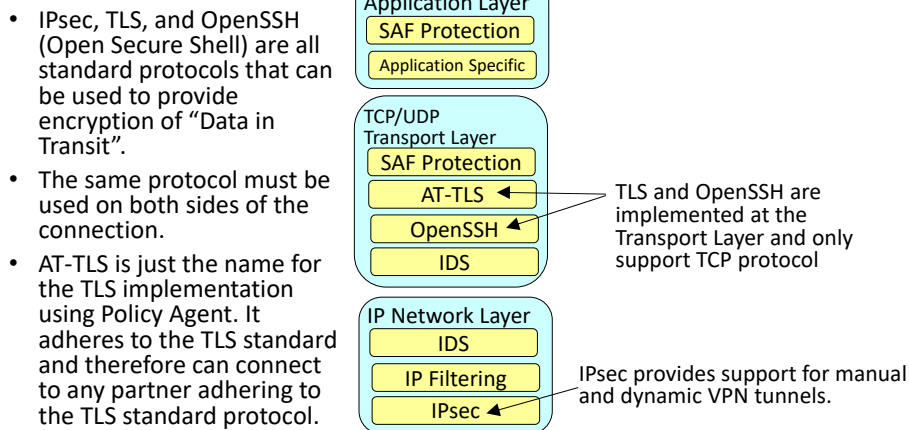 • IPsec, TLS, and OpenSSH
(Open Secure Shell) are all
standard protocols that can
be used to provide
encryption of “Data in
Transit”.
• The same protocol must be
used on both sides of the
connection.
• AT-TLS is just the name for
the TLS implementation
using Policy Agent. It
adheres to the TLS standard
and therefore can connect
to any partner adhering to
the TLS standard protocol.
Application Layer
SAF Protection
Application Specific
TCP/UDP
Transport Layer
SAF Protection
AT-TLS
OpenSSH
IDS
TLS and OpenSSH are
implemented at the
Transport Layer and only
support TCP protocol
IP Network Layer
IDS
IP Filtering
IPsec
IPsec provides support for manual
and dynamic VPN tunnels.